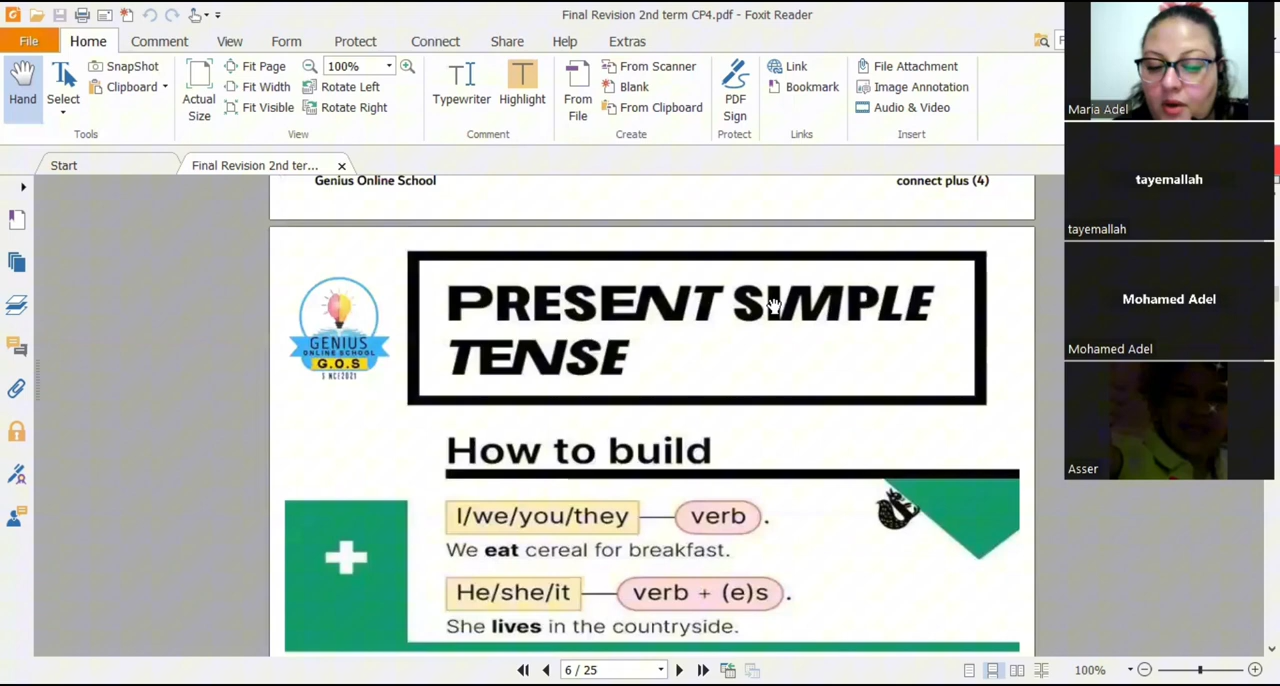 Final Revision 2nd term CP4.pdf - Foxit Reader
File
Home
Comment
View
Form
Protect
Connect
Share
Help
Extras
Hand
Select
SnapShot
Clipboard
Tools
Actual
Size
Fit Page
Fit Width
Fit Visible
100%
Rotate Left
Rotate Right
View
Typewriter
Highlight
Comment
From
File
From Scanner
Blank
From Clipboard
Create
PDF
Sign
Protect
Link
Bookmark
Links
File Attachment
Image Annotation
Audio & Video
Insert
Start
Final Revision 2nd ter...
Genius Online School
connect plus (4)
GENIUS
ONLINE SCHOOL
G.O.S
PRESENT SIMPLE
TENSE
How to build
I/we/you/they verb .
We eat cereal for breakfast.
He/she/it verb + (e)s .
She lives in the countryside.
6 / 25
100%
Maria Adel
tayemallah
tayemallah
Mohamed Adel
Mohamed Adel
Asser